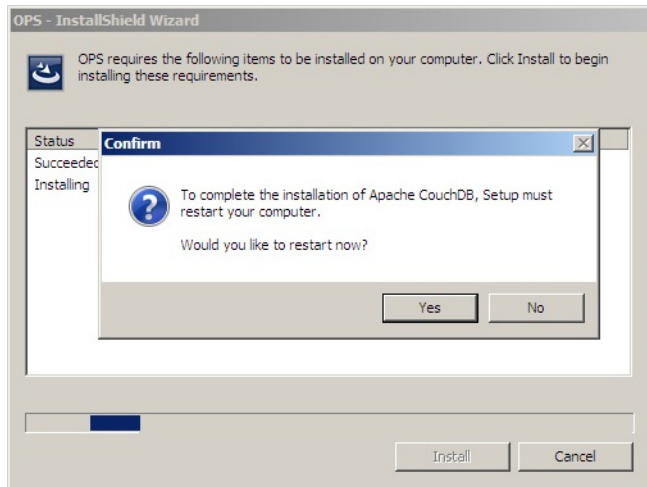 OPS - InstallShield Wizard
OPS requires the following items to be installed on your computer. Click Install to begin
installing these requirements.
Status
Succeeded
Installing
Confirm
To complete the installation of Apache CouchDB, Setup must
restart your computer.
Would you like to restart now?
Yes
No
Install
Cancel